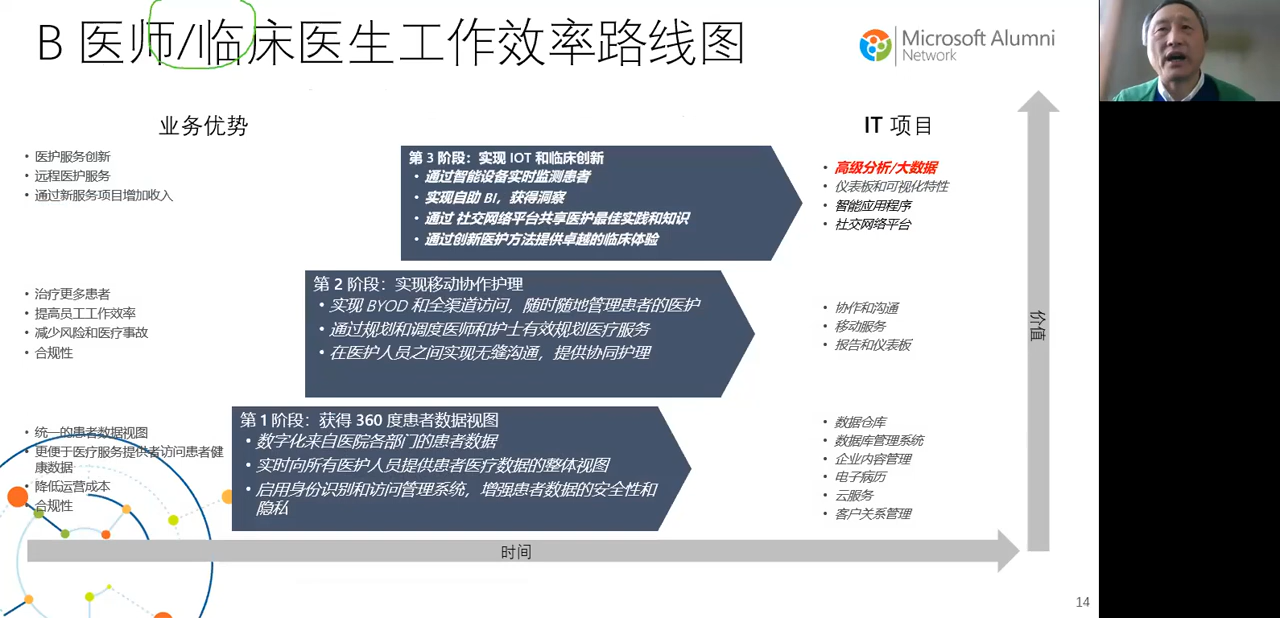 B 医师/临床医生工作效率路线图
Microsoft Alumni
Network
业务优势
IT 项目
• 医护服务创新
• 远程医护服务
• 通过新服务项目增加收入
第 3 阶段：实现 IOT 和临床创新
• 通过智能设备实时监测患者
• 实现自助 BI，获得洞察
• 通过 社交网络平台共享医护最佳实践和知识
• 通过创新医护方法提供卓越的临床体验
• 高级分析/大数据
• 仪表板和可视化特性
• 智能应用程序
• 社交网络平台
• 治疗更多患者
• 提高员工工作效率
• 减少风险和医疗事故
• 合规性
第 2 阶段：实现移动协作护理
• 实现 BYOD 和全渠道访问，随时随地管理患者的医护
• 通过规划和调度医师和护士有效规划医疗服务
• 在医护人员之间实现无缝沟通，提供协同护理
• 协作和沟通
• 移动服务
• 报告和仪表板
价值
• 统一的患者数据视图
• 更便于医疗服务提供者访问患者健
康数据
• 降低运营成本
• 合规性
第 1 阶段：获得 360 度患者数据视图
• 数字化来自医院各部门的患者数据
• 实时向所有医护人员提供患者医疗数据的整体视图
• 启用身份识别和访问管理系统，增强患者数据的安全性和
隐私
• 数据仓库
• 数据库管理系统
• 企业内容管理
• 电子病历
• 云服务
• 客户关系管理
时间
14